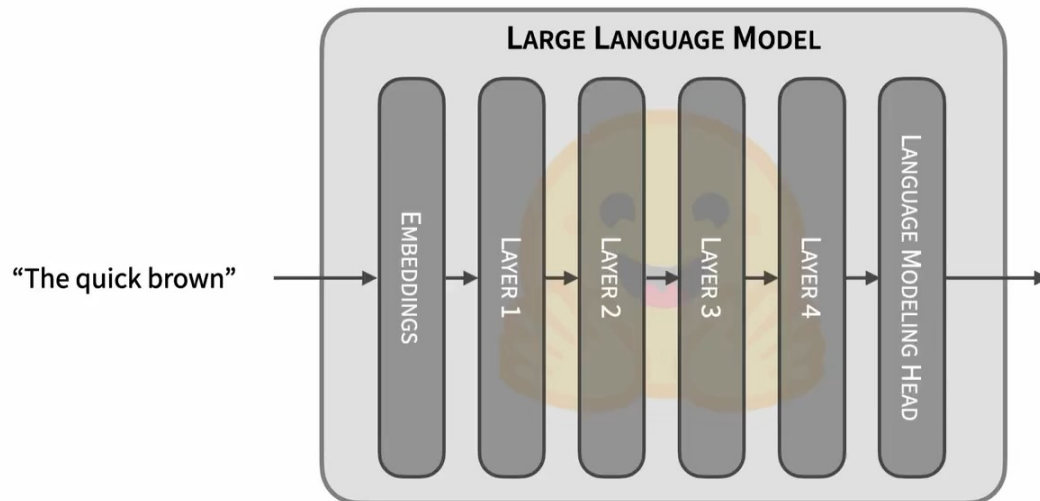 LARGE LANGUAGE MODEL
“The quick brown”
EMBEDDINGS
LAYER 1
LAYER 2
LAYER 3
LAYER 4
LANGUAGE MODELING HEAD